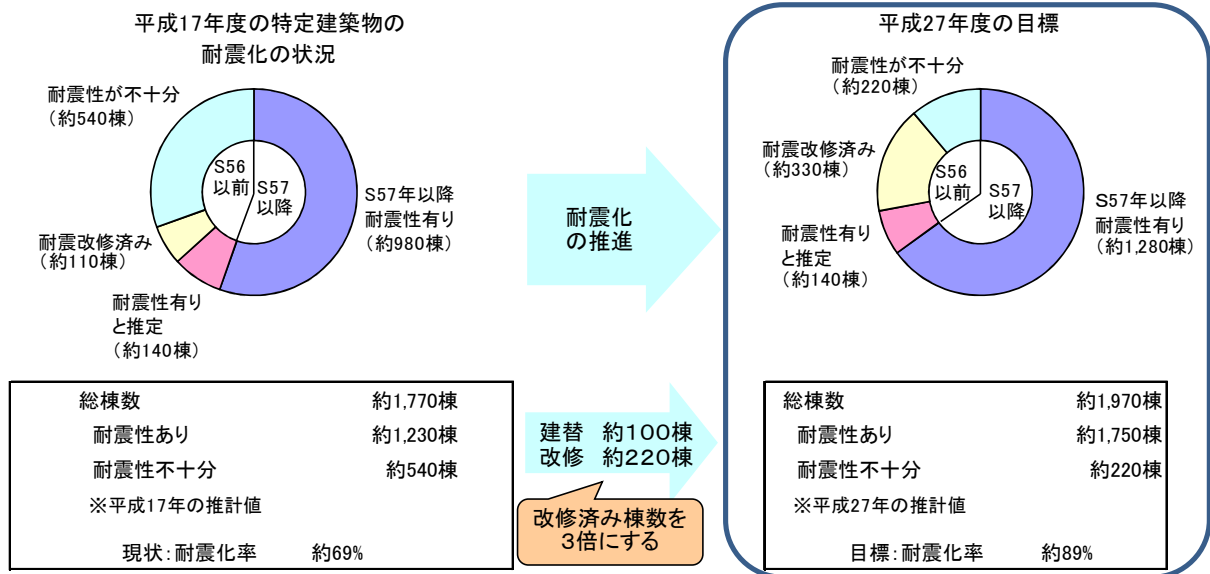 平成17年度の特定建築物の
耐震化の状況
耐震性が不十分
（約540棟）
S56
以前
S57
以降
S57年以降
耐震性有り
（約980棟）
耐震改修済み
（約110棟）
耐震性有り
と推定
（約140棟）
総棟数 約1,770棟
耐震性あり 約1,230棟
耐震性不十分 約540棟
※平成17年の推計値
現状：耐震化率 約69%
耐震化
の推進
建替 約１００棟
改修 約２２０棟
改修済み棟数を
３倍にする
平成27年度の目標
耐震性が不十分
（約220棟）
耐震改修済み
（約330棟）
S56
以前
S57
以降
S57年以降
耐震性有り
（約1,280棟）
耐震性有り
と推定
（約140棟）
総棟数 約1,970棟
耐震性あり 約1,750棟
耐震性不十分 約220棟
※平成27年の推計値
目標：耐震化率 約89%